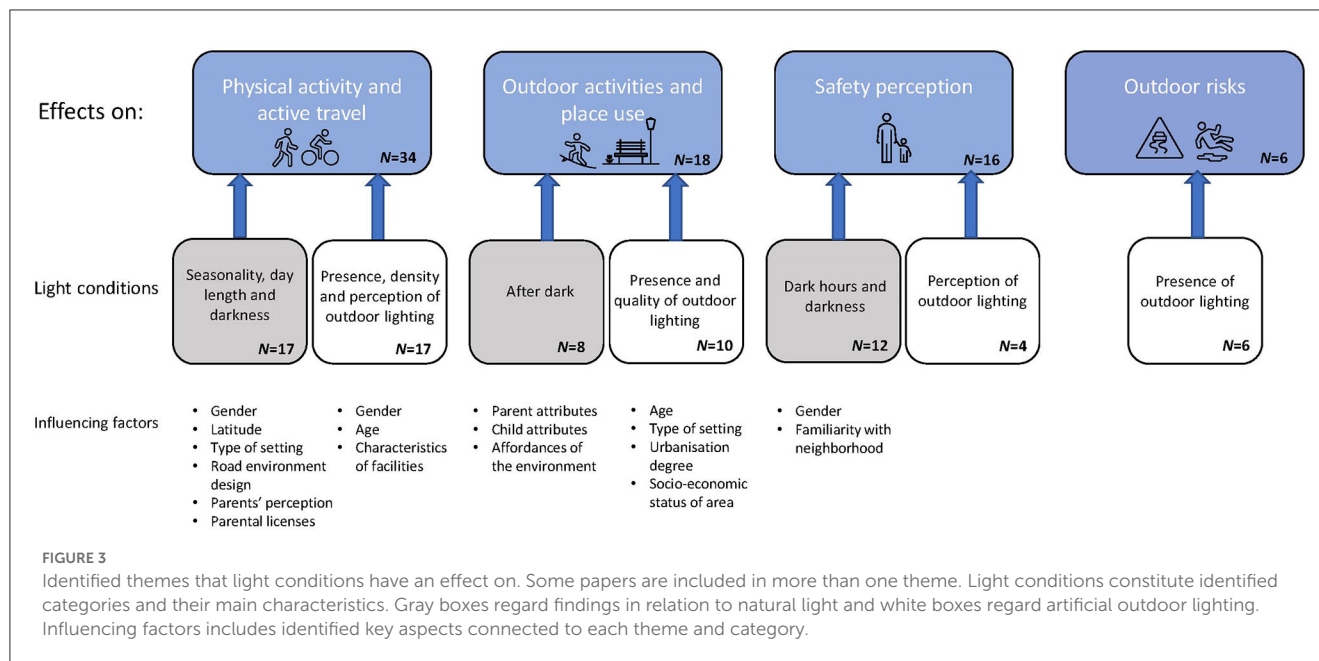 Effects on:
Physical activity and
active travel
N=34
Outdoor activities and
place use
N=18
Safety perception
N=16
Outdoor risks
N=6
Light conditions
Seasonality, day
length and
darkness
N=17
Presence, density
and perception of
outdoor lighting
N=17
After dark
N=8
Presence and
quality of outdoor
lighting
N=10
Dark hours and
darkness
N=12
Perception of
outdoor lighting
N=4
Presence of
outdoor lighting
N=6
Influencing factors
• Gender
• Latitude
• Type of setting
• Road environment
design
• Parents' perception
• Parental licenses
• Gender
• Age
• Characteristics
of facilities
• Parent attributes
• Child attributes
• Affordances of
the environment
• Age
• Type of setting
• Urbanisation
degree
• Socio-economic
status of area
• Gender
• Familiarity with
neighborhood
FIGURE 3
Identified themes that light conditions have an effect on. Some papers are included in more than one theme. Light conditions constitute identified
categories and their main characteristics. Gray boxes regard findings in relation to natural light and white boxes regard artificial outdoor lighting.
Influencing factors includes identified key aspects connected to each theme and category.